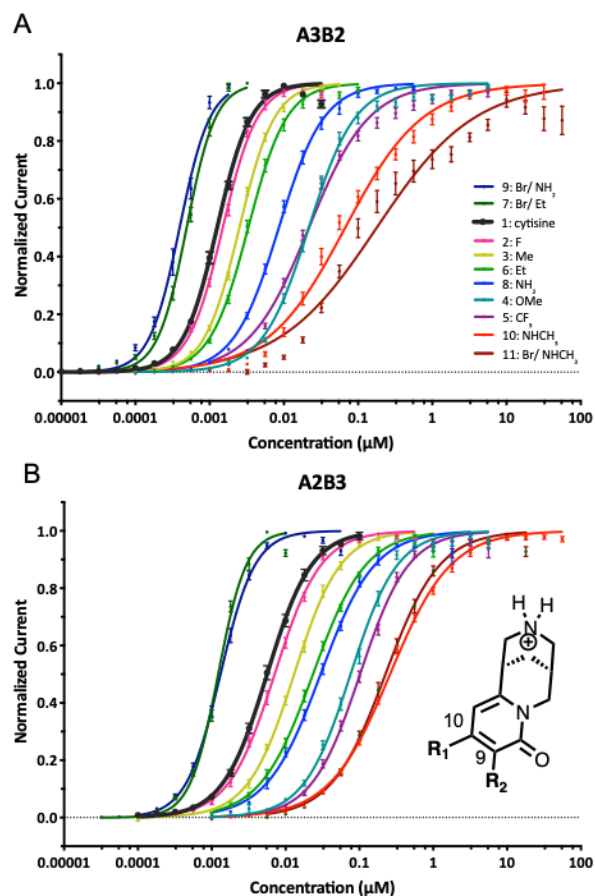 A
A3B2
Normalized Current
1.0
0.8
0.6
0.4
0.2
0.0
9: Br/ NH₂
7: Br/ Et
1: cytisine
2: F
3: Me
6: Et
8: NH₂
4: OMe
5: CF₃
10: NHCH₃
11: Br/ NHCH₃
0.00001 0.0001 0.001 0.01 0.1 1 10 100
Concentration (μM)
B
A2B3
Normalized Current
1.0
0.8
0.6
0.4
0.2
0.0
H H
N
⊕
10
N
R₁
9
O
R₂
0.00001 0.0001 0.001 0.01 0.1 1 10 100
Concentration (μM)